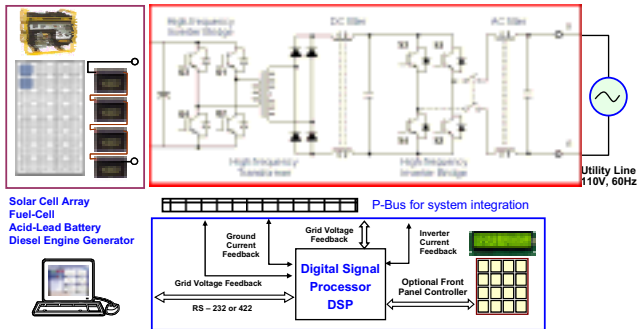 High-frequency
Inverter Bridge
DC filter
AC filter
High frequency
Transformer
High-frequency
Inverter Bridge
Utility Line
110V, 60Hz
Solar Cell Array
Fuel-Cell
Acid-Lead Battery
Diesel Engine Generator
P-Bus for system integration
Ground
Current
Feedback
Grid Voltage
Feedback
Inverter
Current
Feedback
Grid Voltage Feedback
Digital Signal
Processor
DSP
Optional Front
Panel Controller
RS – 232 or 422